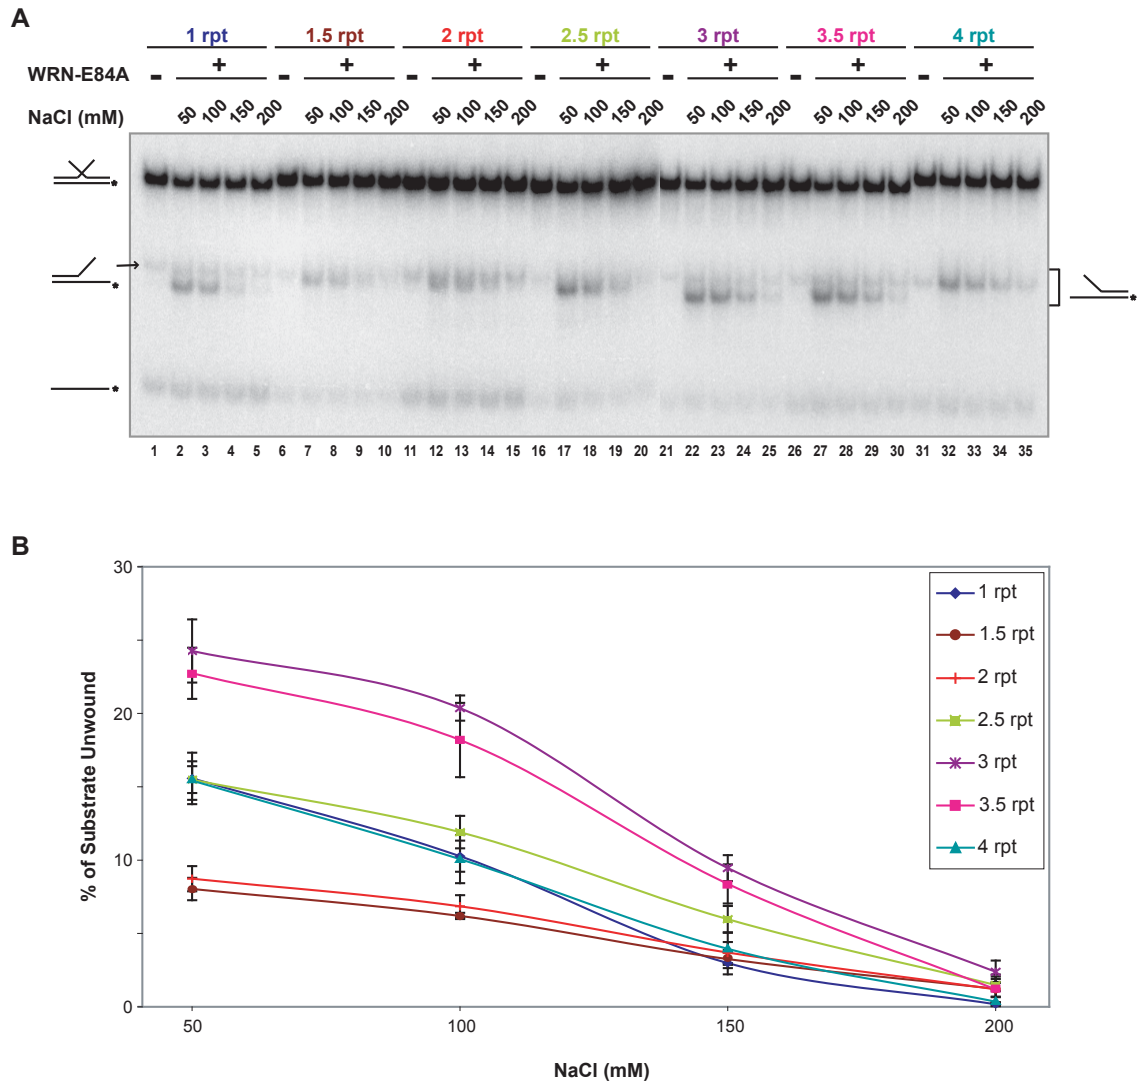 A
1 rpt 1.5 rpt 2 rpt 2.5 rpt 3 rpt 3.5 rpt 4 rpt
WRN-E84A - + - + - + - + - + - + - +
NaCl (mM) 50 100 150 200 50 100 150 200 50 100 150 200 50 100 150 200 50 100 150 200 50 100 150 200 50 100 150 200
*
*
*
*
1 2 3 4 5 6 7 8 9 10 11 12 13 14 15 16 17 18 19 20 21 22 23 24 25 26 27 28 29 30 31 32 33 34 35
B
30
20
10
0
% of Substrate Unwound
1 rpt
1.5 rpt
2 rpt
2.5 rpt
3 rpt
3.5 rpt
4 rpt
50 100 150 200
NaCl (mM)